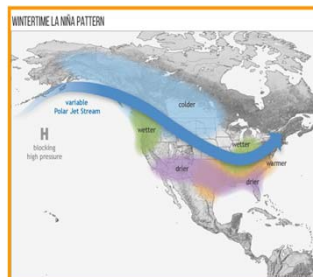 WINTERTIME LA NIÑA PATTERN
variable
Polar Jet Stream
colder
H
blocking
high pressure
wetter
wetter
warmer
drier
drier